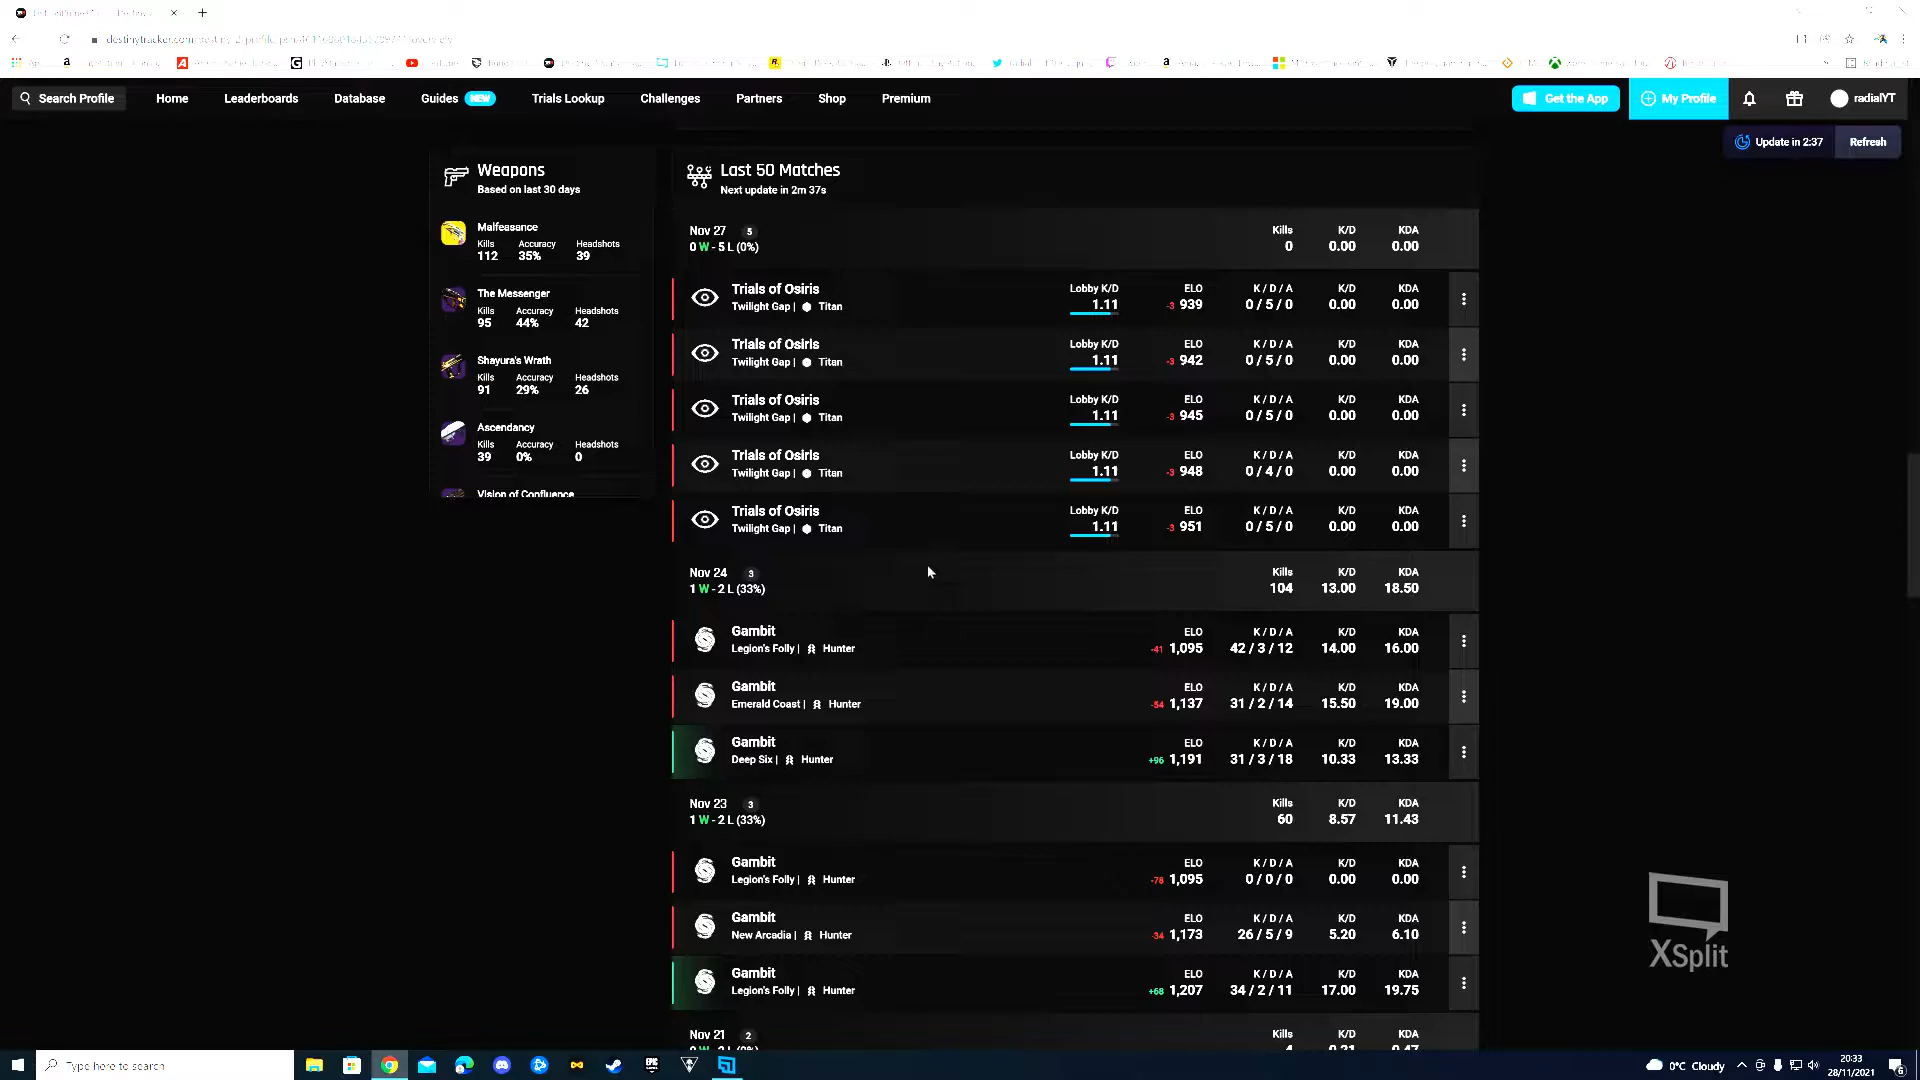 destinytracker.com
Search Profile
Home
Leaderboards
Database
Guides NEW
Trials Lookup
Challenges
Partners
Shop
Premium
Get the App
My Profile
radialYT
Update in 2:37
Refresh
Weapons
Based on last 30 days
Malfeasance
Kills Accuracy Headshots
112 35% 39
The Messenger
Kills Accuracy Headshots
95 44% 42
Shayura's Wrath
Kills Accuracy Headshots
91 29% 26
Ascendancy
Kills Accuracy Headshots
39 0% 0
Vision of Confluence
Last 50 Matches
Next update in 2m 37s
Nov 27 5 Kills K/D KDA
0 W - 5 L (0%) 0 0.00 0.00
Trials of Osiris Lobby K/D ELO K / D / A K/D KDA
Twilight Gap | Titan 1.11 -3 939 0 / 5 / 0 0.00 0.00
Trials of Osiris Lobby K/D ELO K / D / A K/D KDA
Twilight Gap | Titan 1.11 -3 942 0 / 5 / 0 0.00 0.00
Trials of Osiris Lobby K/D ELO K / D / A K/D KDA
Twilight Gap | Titan 1.11 -3 945 0 / 5 / 0 0.00 0.00
Trials of Osiris Lobby K/D ELO K / D / A K/D KDA
Twilight Gap | Titan 1.11 -3 948 0 / 4 / 0 0.00 0.00
Trials of Osiris Lobby K/D ELO K / D / A K/D KDA
Twilight Gap | Titan 1.11 -3 951 0 / 5 / 0 0.00 0.00
Nov 24 3 Kills K/D KDA
1 W - 2 L (33%) 104 13.00 18.50
Gambit ELO K / D / A K/D KDA
Legion's Folly | Hunter -41 1,095 42 / 3 / 12 14.00 16.00
Gambit ELO K / D / A K/D KDA
Emerald Coast | Hunter -54 1,137 31 / 2 / 14 15.50 19.00
Gambit ELO K / D / A K/D KDA
Deep Six | Hunter +96 1,191 31 / 3 / 18 10.33 13.33
Nov 23 3 Kills K/D KDA
1 W - 2 L (33%) 60 8.57 11.43
Gambit ELO K / D / A K/D KDA
Legion's Folly | Hunter -78 1,095 0 / 0 / 0 0.00 0.00
Gambit ELO K / D / A K/D KDA
New Arcadia | Hunter -34 1,173 26 / 5 / 9 5.20 6.10
Gambit ELO K / D / A K/D KDA
Legion's Folly | Hunter +68 1,207 34 / 2 / 11 17.00 19.75
Nov 21 2 Kills K/D KDA
XSplit
Type here to search
0°C Cloudy
20:33
28/11/2021